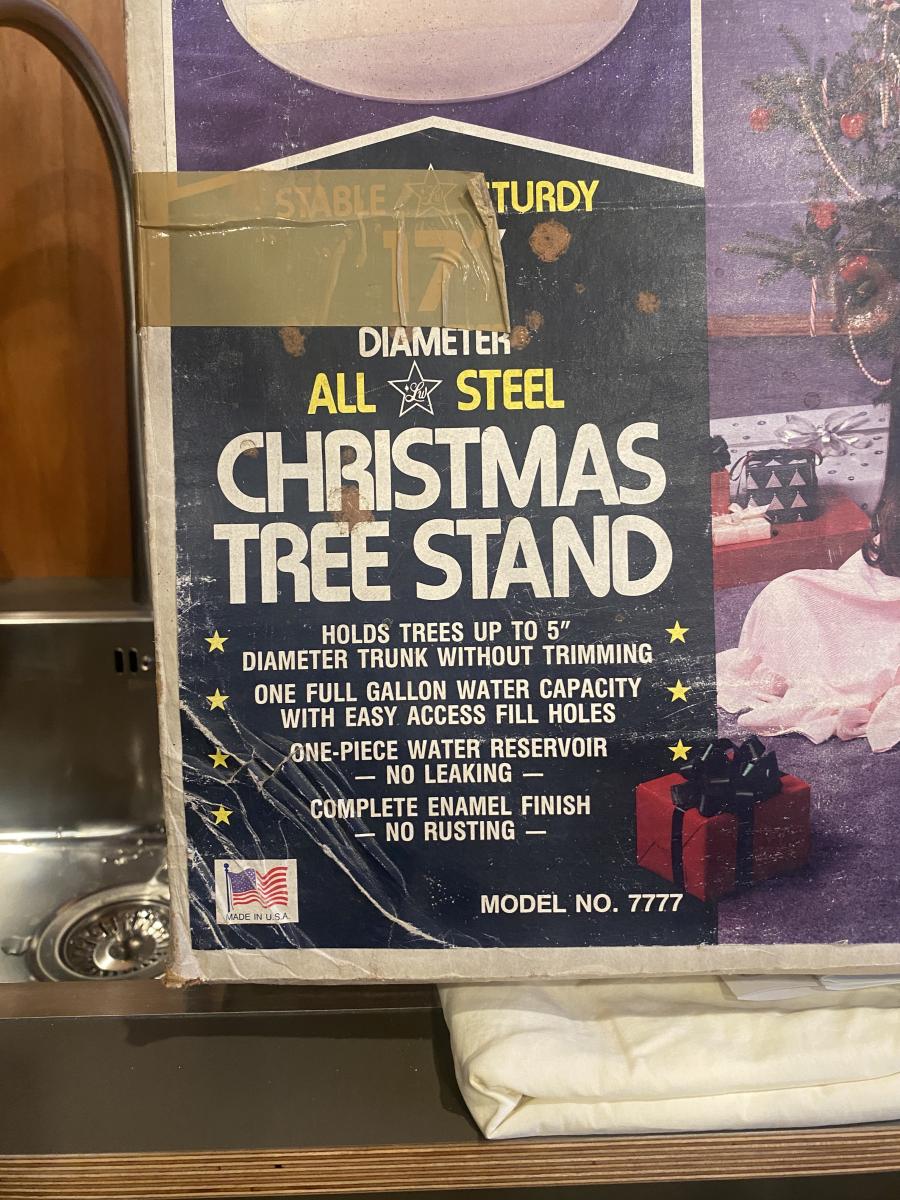 STABLE STURDY
17"
DIAMETER
ALL Lw STEEL
CHRISTMAS
TREE STAND
HOLDS TREES UP TO 5"
DIAMETER TRUNK WITHOUT TRIMMING
ONE FULL GALLON WATER CAPACITY
WITH EASY ACCESS FILL HOLES
ONE-PIECE WATER RESERVOIR
— NO LEAKING —
COMPLETE ENAMEL FINISH
— NO RUSTING —
MADE IN U.S.A.
MODEL NO. 7777